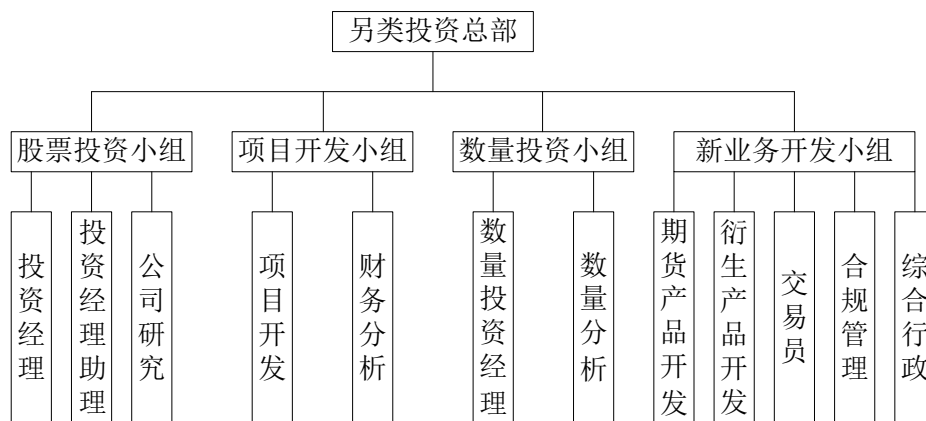 另类投资总部
股票投资小组
项目开发小组
数量投资小组
新业务开发小组
投资经理
投资经理助理
公司研究
项目开发
财务分析
数量投资经理
数量分析
期货产品开发
衍生产品开发
交易员
合规管理
综合行政